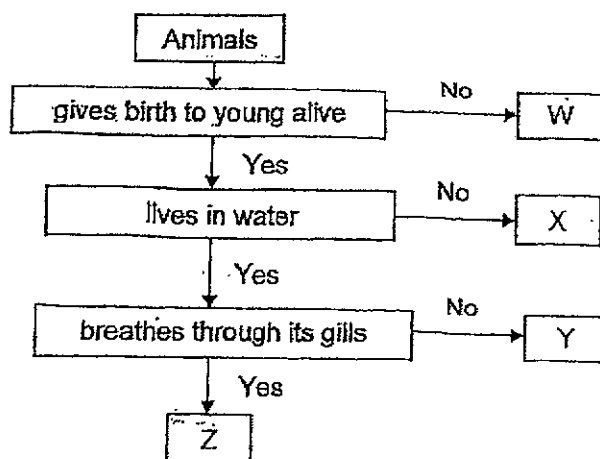 Animals
gives birth to young alive
No
W
Yes
lives in water
No
X
Yes
breathes through its gills
No
Y
Yes
Z